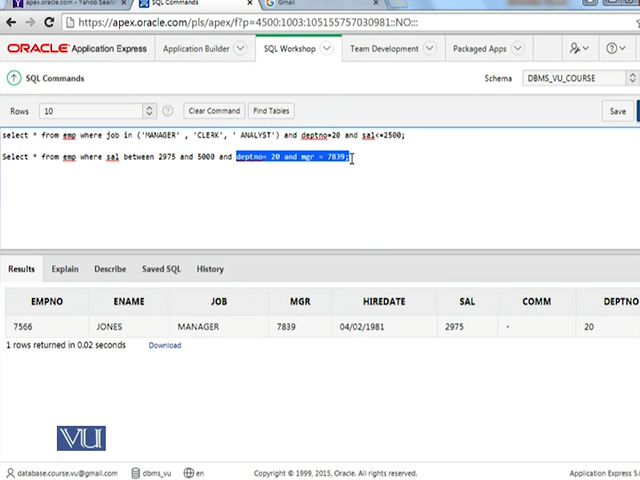 apex.oracle.com - Yahoo Sear
SQL Commands
Gmail
https://apex.oracle.com/pls/apex/f?p=4500:1003:105155757030981::NO:::
ORACLE Application Express
Application Builder
SQL Workshop
Team Development
Packaged Apps
SQL Commands
Schema
DBMS_VU_COURSE
Rows
10
Clear Command
Find Tables
Save
select * from emp where job in ('MANAGER' , 'CLERK', ' ANALYST') and deptno=20 and sal<=2500;
Select * from emp where sal between 2975 and 5000 and deptno= 20 and mgr = 7839;
Results Explain Describe Saved SQL History
EMPNO ENAME JOB MGR HIREDATE SAL COMM DEPTNO
7566 JONES MANAGER 7839 04/02/1981 2975 - 20
1 rows returned in 0.02 seconds
Download
VU
database.course.vu@gmail.com
dbms_vu
en
Copyright © 1999, 2015, Oracle. All rights reserved.
Application Express 5.